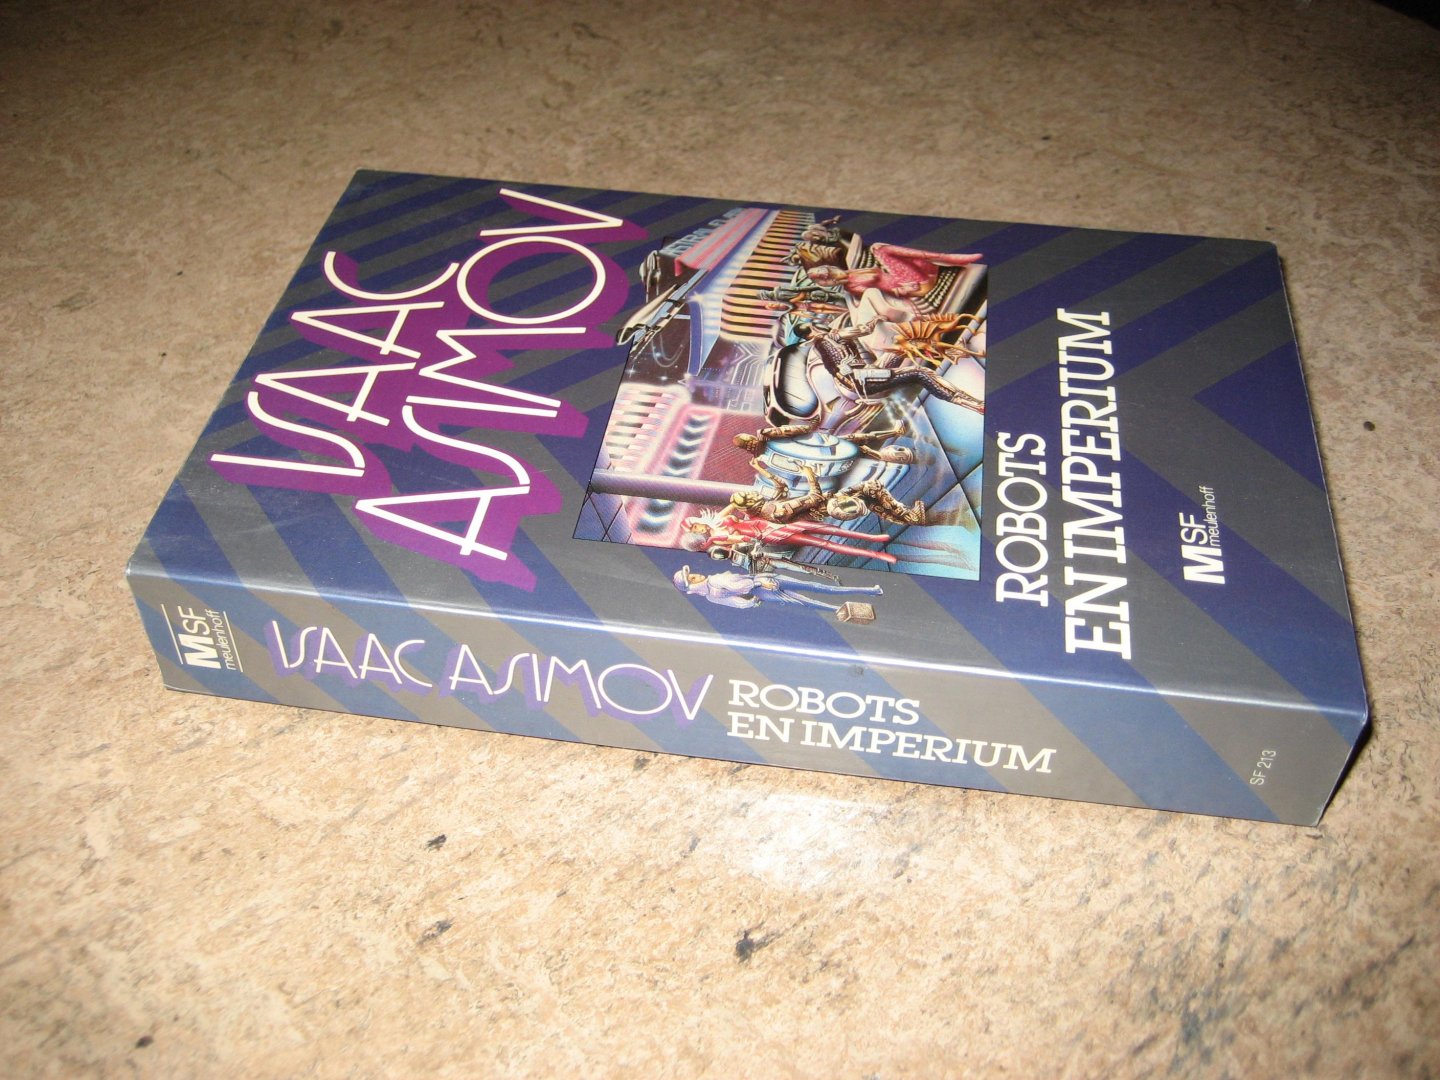 ISAAC
ASIMOV
ROBOTS
EN IMPERIUM
MSF
meulenhoff
MSF
meulenhoff
ISAAC ASIMOV
ROBOTS
EN IMPERIUM
SF 213